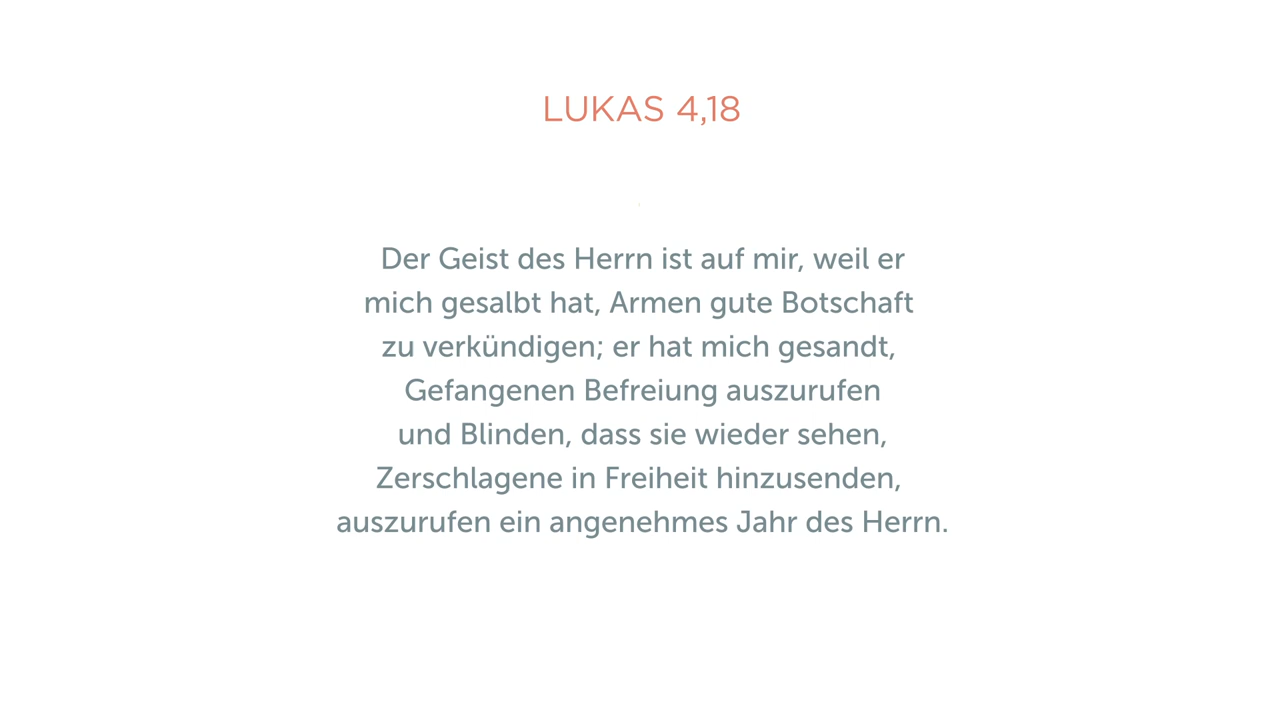 LUKAS 4,18
Der Geist des Herrn ist auf mir, weil er
mich gesalbt hat, Armen gute Botschaft
zu verkündigen; er hat mich gesandt,
Gefangenen Befreiung auszurufen
und Blinden, dass sie wieder sehen,
Zerschlagene in Freiheit hinzusenden,
auszurufen ein angenehmes Jahr des Herrn.